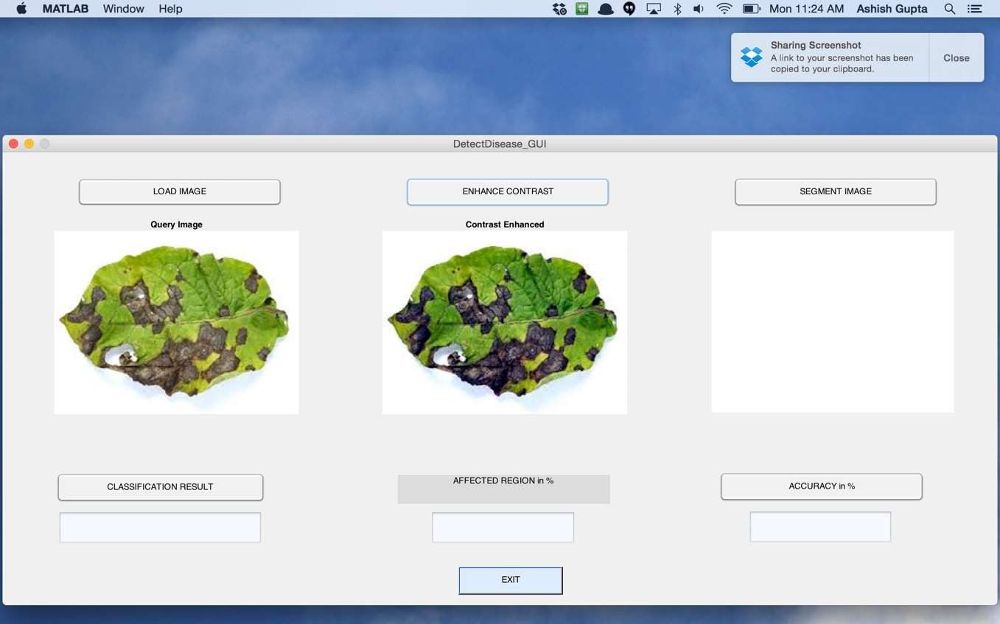 MATLAB Window Help Mon 11:24 AM Ashish Gupta
Sharing Screenshot
A link to your screenshot has been
copied to your clipboard.
Close
DetectDisease_GUI
LOAD IMAGE ENHANCE CONTRAST SEGMENT IMAGE
Query Image Contrast Enhanced
CLASSIFICATION RESULT AFFECTED REGION in % ACCURACY in %
EXIT